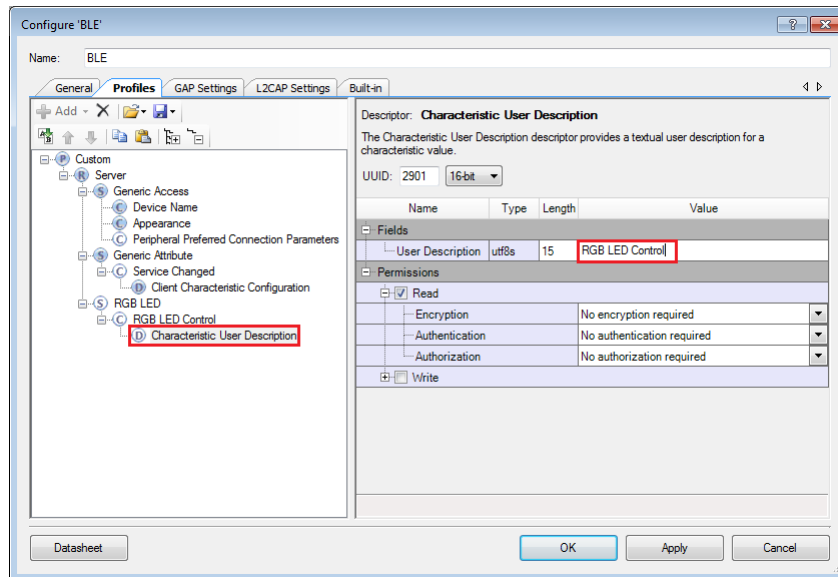 Configure 'BLE'
Name: BLE
General Profiles GAP Settings L2CAP Settings Built-in
Add
Custom
Server
Generic Access
Device Name
Appearance
Peripheral Preferred Connection Parameters
Generic Attribute
Service Changed
Client Characteristic Configuration
RGB LED
RGB LED Control
Characteristic User Description
Descriptor: Characteristic User Description
The Characteristic User Description descriptor provides a textual user description for a
characteristic value.
UUID: 2901 16-bit
Name Type Length Value
Fields
User Description utf8s 15 RGB LED Control
Permissions
Read
Encryption No encryption required
Authentication No authentication required
Authorization No authorization required
Write
Datasheet OK Apply Cancel